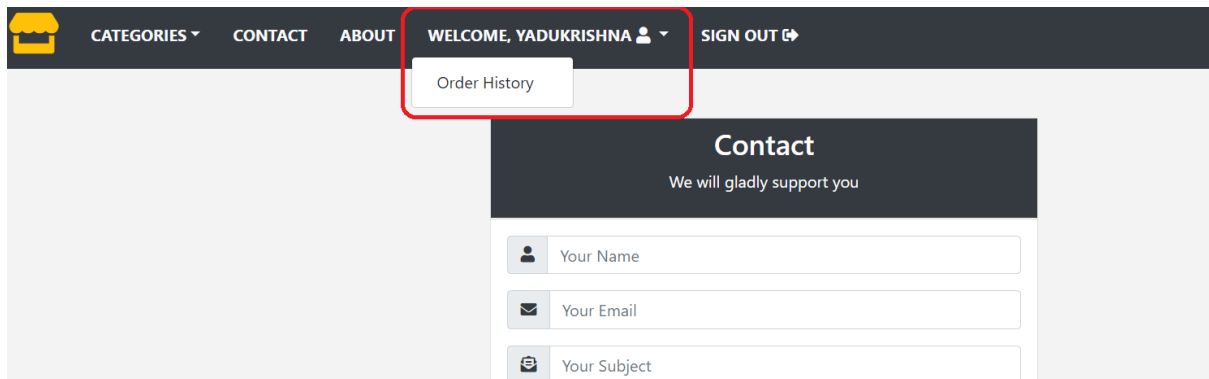 CATEGORIES CONTACT ABOUT WELCOME, YADUKRISHNA SIGN OUT
Order History
Contact
We will gladly support you
Your Name
Your Email
Your Subject